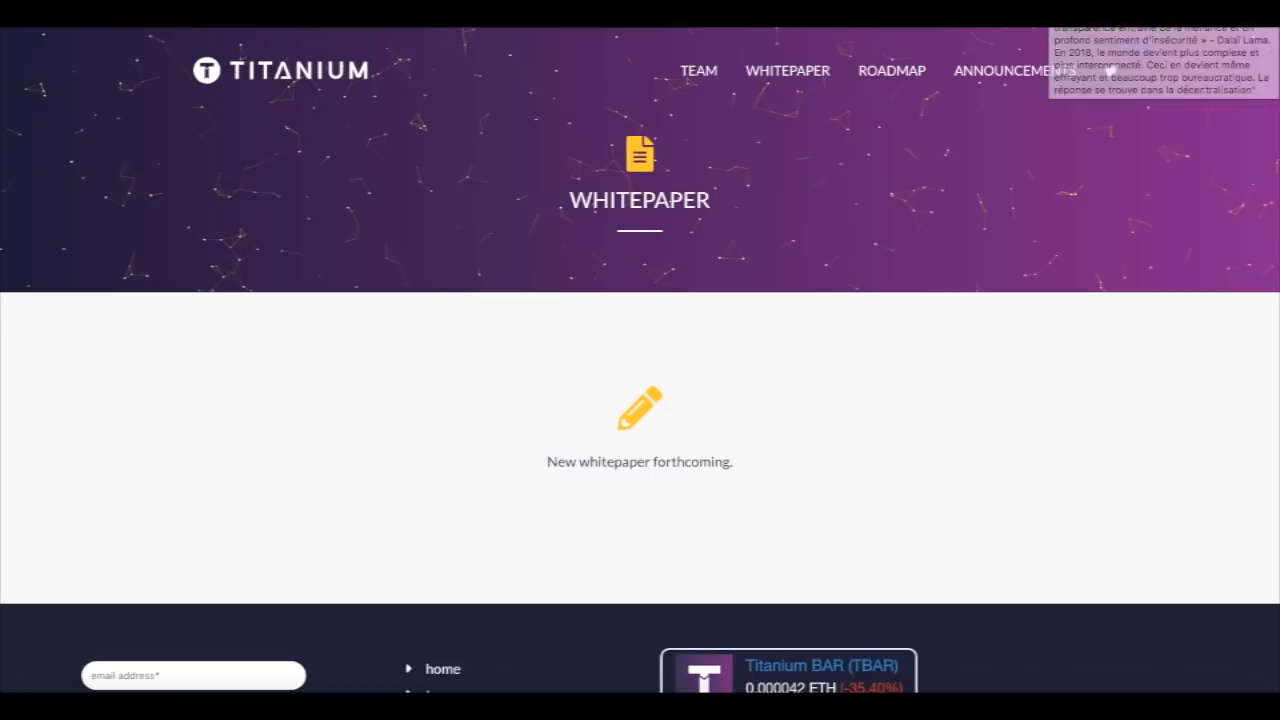 TITANIUM
TEAM
WHITEPAPER
ROADMAP
ANNOUNCEMENTS
profond sentiment d'insécurité » - Dalaï Lama.
En 2018, le monde devient plus complexe et
plus interconnecté. Ceci en devient même
effrayant et beaucoup trop bureaucratique. La
réponse se trouve dans la décentralisation"
WHITEPAPER
New whitepaper forthcoming.
email address*
home
Titanium BAR (TBAR)
0.000042 ETH (-35.40%)